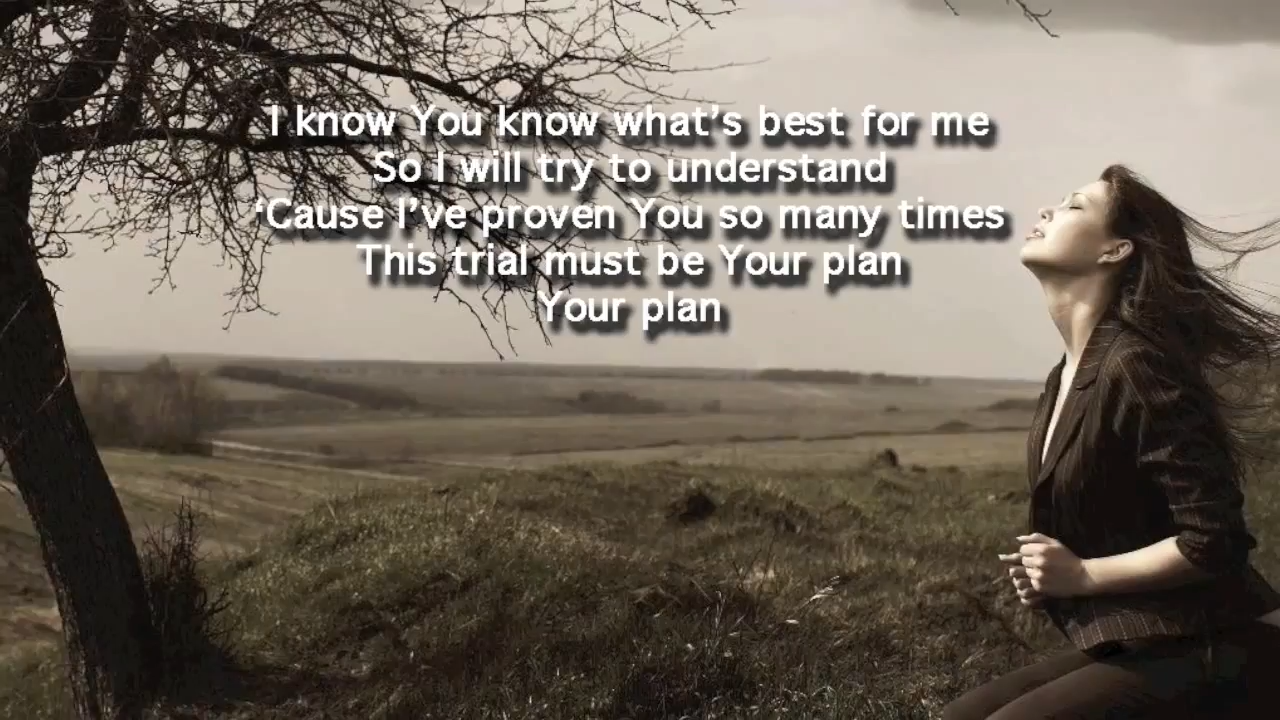 I know You know what's best for me
So I will try to understand
‘Cause I've proven You so many times
This trial must be Your plan
Your plan